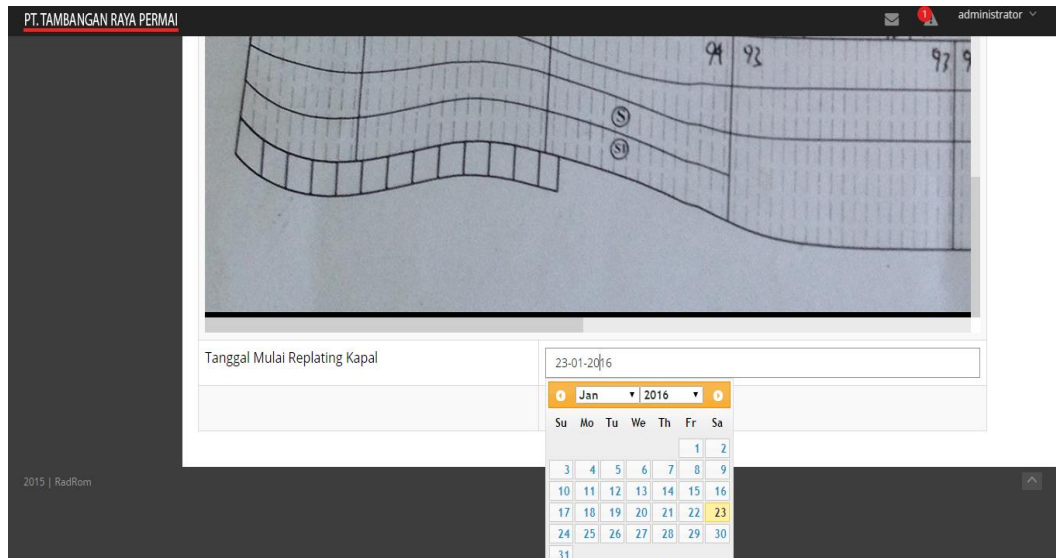 PT. TAMBANGAN RAYA PERMAI
1
administrator
94 93 93 9
S
S1
Tanggal Mulai Replating Kapal
23-01-2016
Jan 2016
Su Mo Tu We Th Fr Sa
1 2
3 4 5 6 7 8 9
10 11 12 13 14 15 16
17 18 19 20 21 22 23
24 25 26 27 28 29 30
31
2015 | RadRom